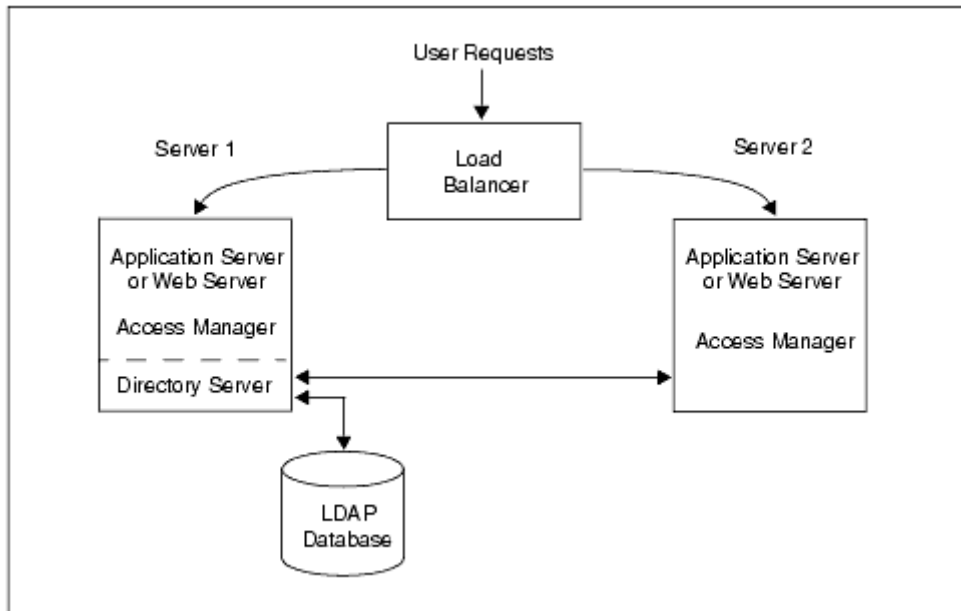 User Requests
Server 1
Load
Balancer
Server 2
Application Server
or Web Server
Access Manager
Directory Server
Application Server
or Web Server
Access Manager
LDAP
Database